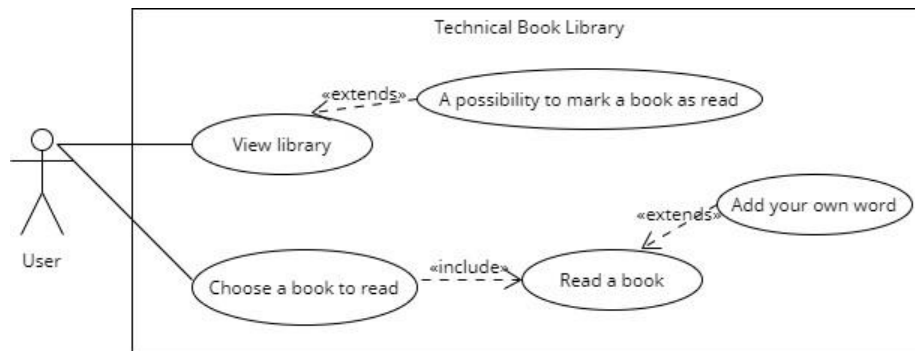 Technical Book Library
«extends»
A possibility to mark a book as read
View library
Add your own word
«extends»
User
Choose a book to read
«include»
Read a book